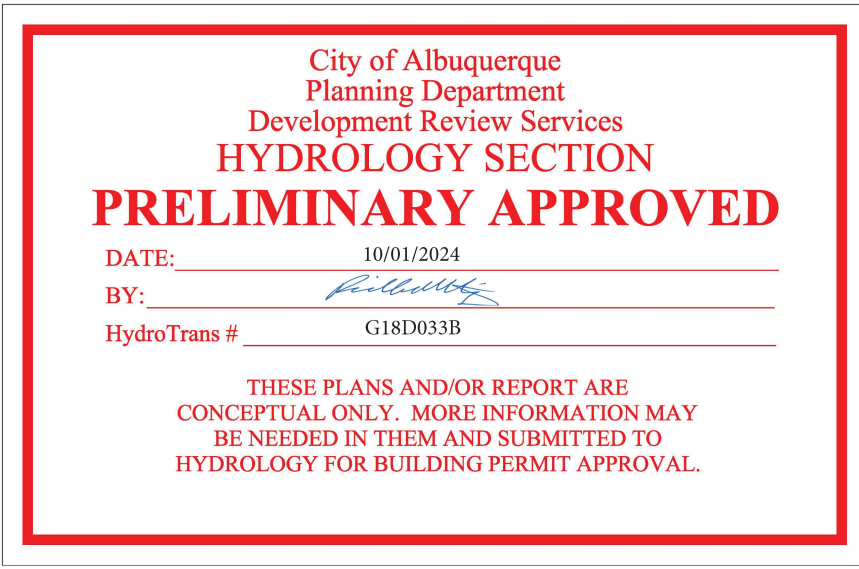 City of Albuquerque
Planning Department
Development Review Services
HYDROLOGY SECTION
PRELIMINARY APPROVED
DATE: 10/01/2024
BY:
HydroTrans # G18D033B
THESE PLANS AND/OR REPORT ARE
CONCEPTUAL ONLY. MORE INFORMATION MAY
BE NEEDED IN THEM AND SUBMITTED TO
HYDROLOGY FOR BUILDING PERMIT APPROVAL.